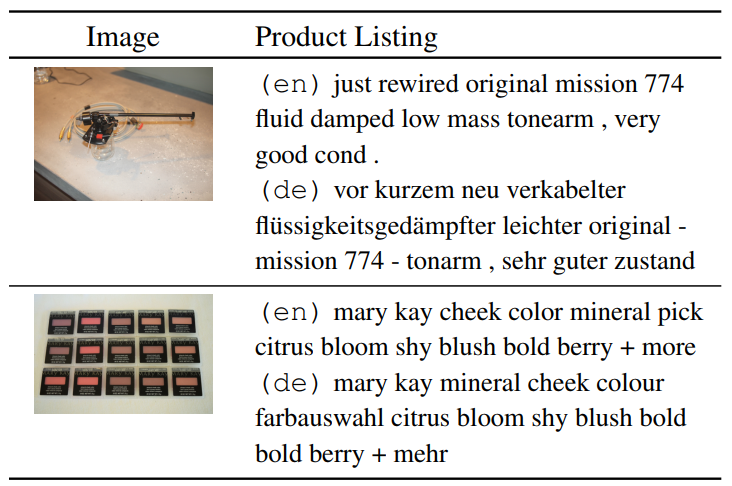 Image Product Listing
(en) just rewired original mission 774
fluid damped low mass tonearm , very
good cond .
(de) vor kurzem neu verkabelter
flüssigkeitsgedämpfter leichter original -
mission 774 - tonarm , sehr guter zustand
(en) mary kay cheek color mineral pick
citrus bloom shy blush bold berry + more
(de) mary kay mineral cheek colour
farbauswahl citrus bloom shy blush bold
bold berry + mehr